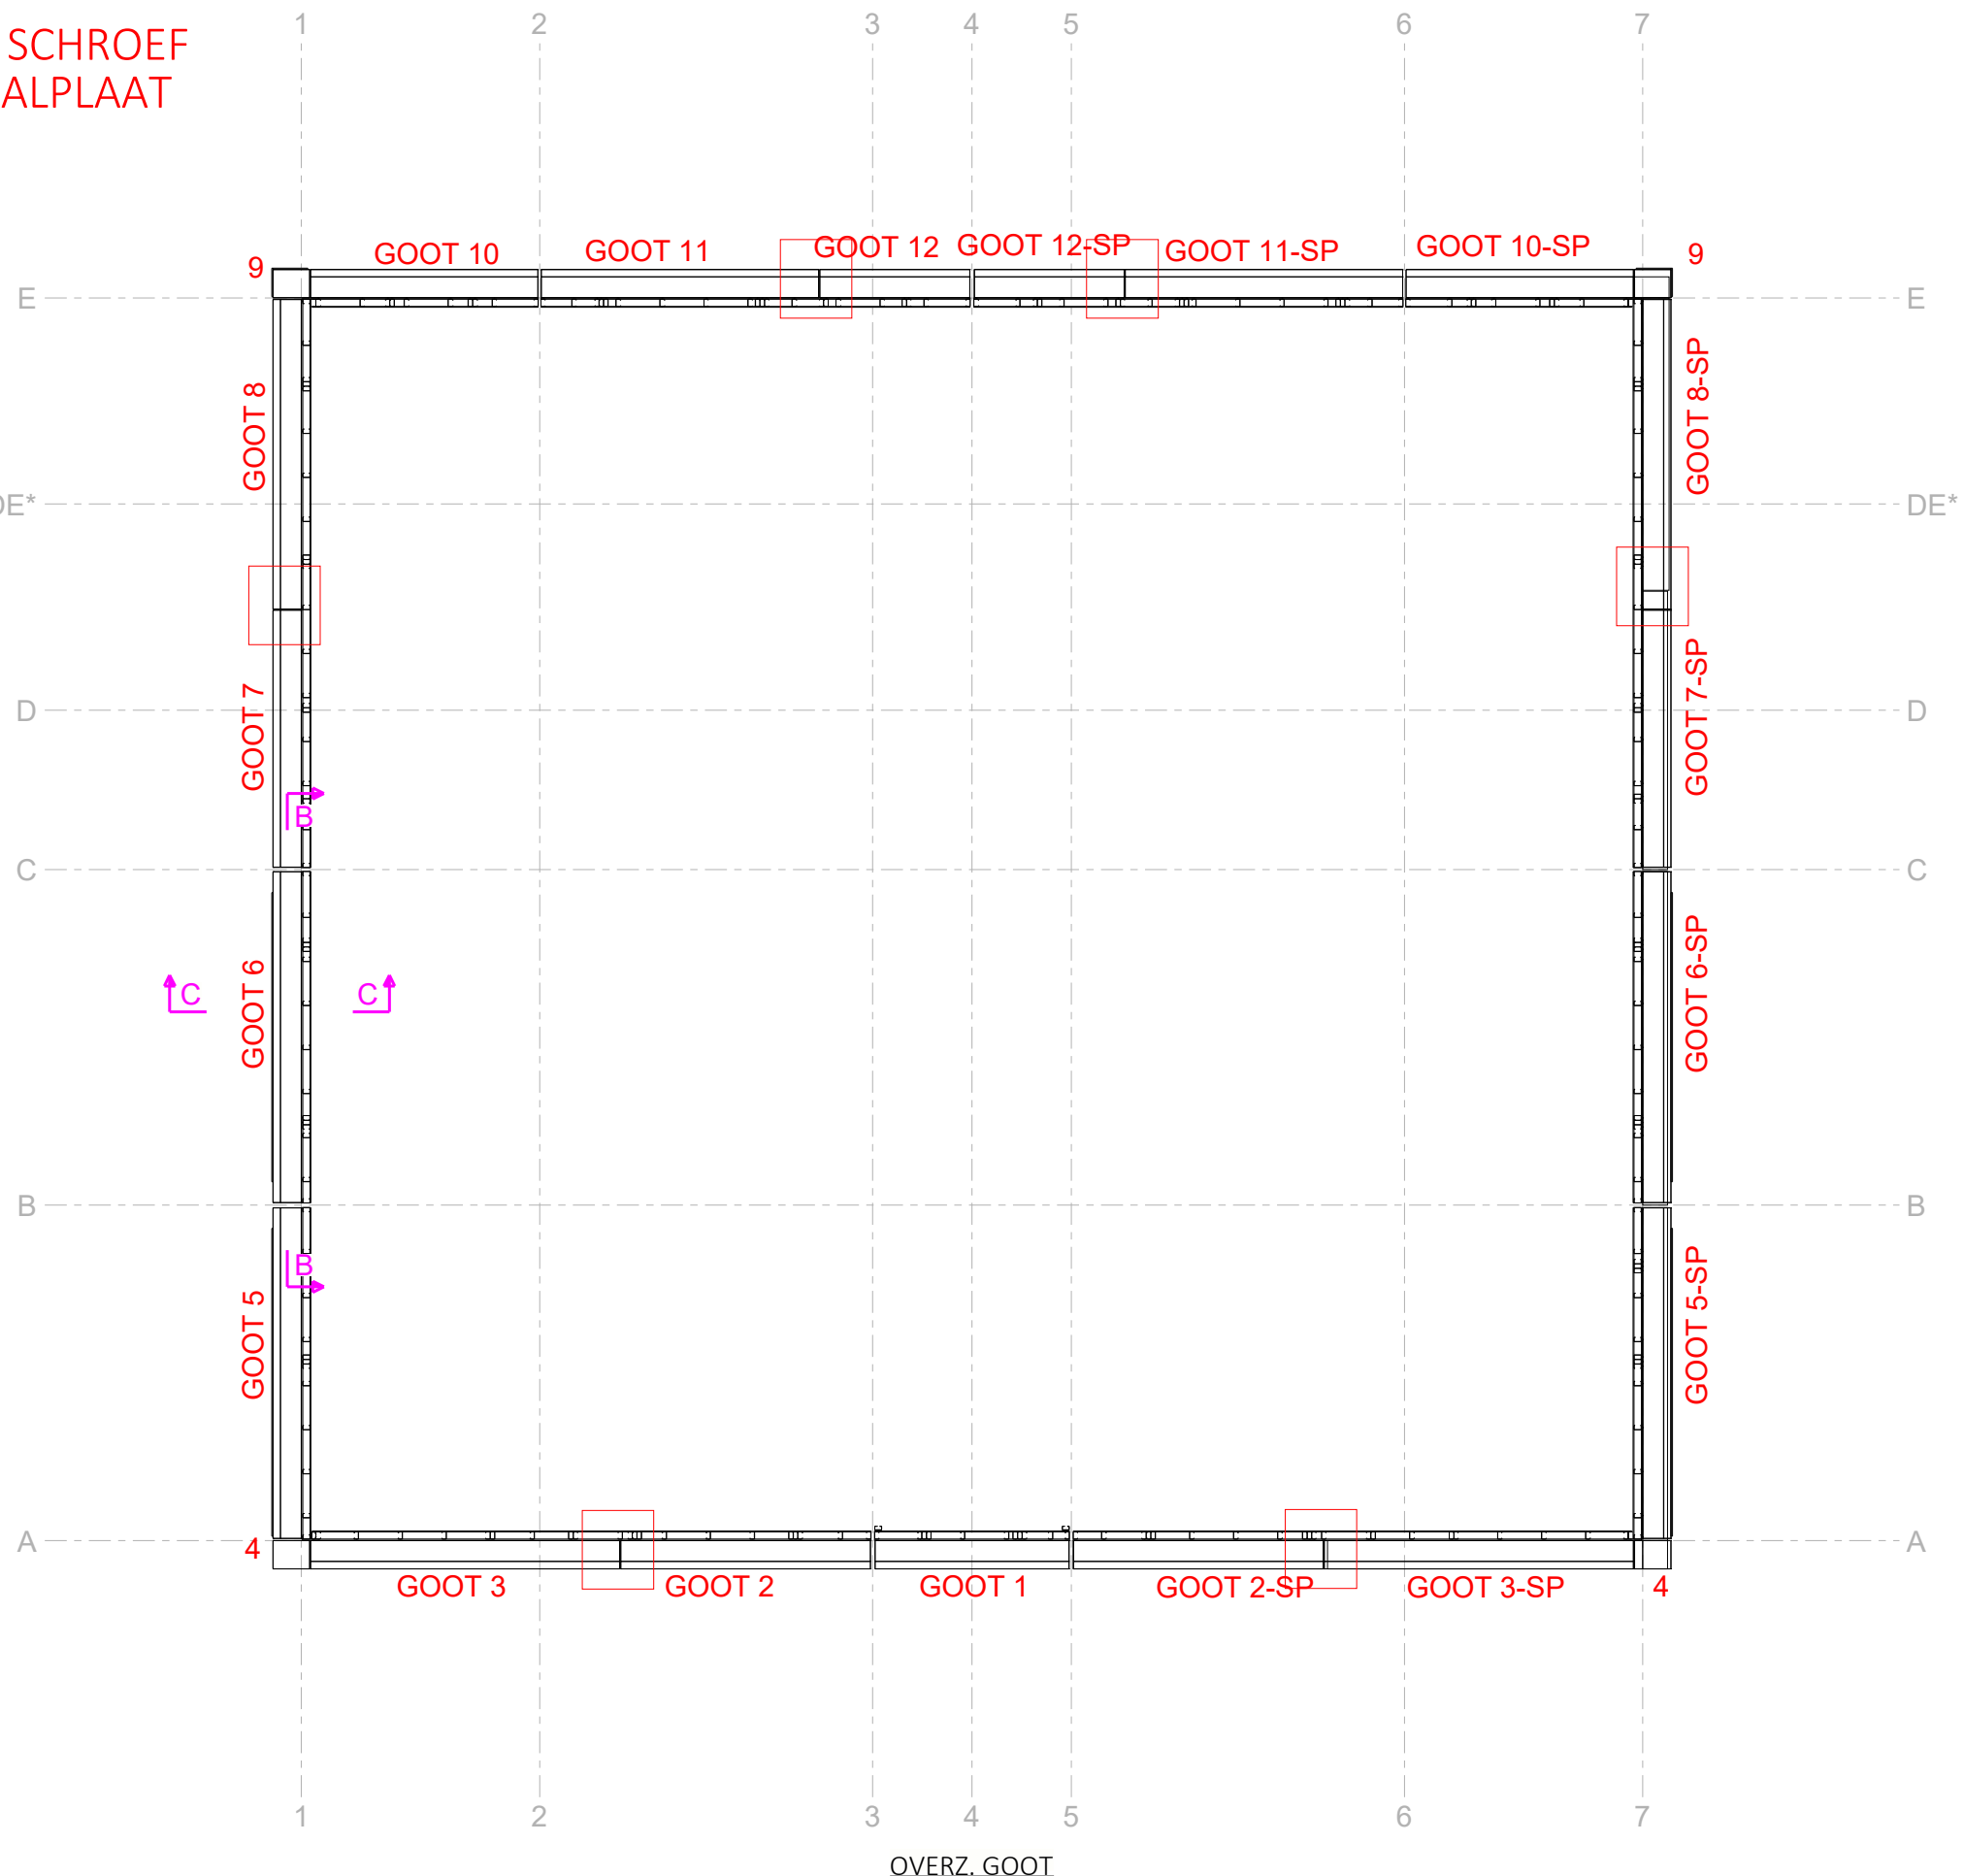 1 2 3 4 5 6 7
SCHROEF
ALPLAAT
GOOT 10 GOOT 11 GOOT 12 GOOT 12-SP GOOT 11-SP GOOT 10-SP
9 9
E E
GOOT 8 GOOT 8-SP
DE* DE*
GOOT 7 GOOT 7-SP
D D
B
C C
GOOT 6 GOOT 6-SP
C C
B B
B
GOOT 5 GOOT 5-SP
A A
4 4
GOOT 3 GOOT 2 GOOT 1 GOOT 2-SP GOOT 3-SP
1 2 3 4 5 6 7
OVERZ. GOOT